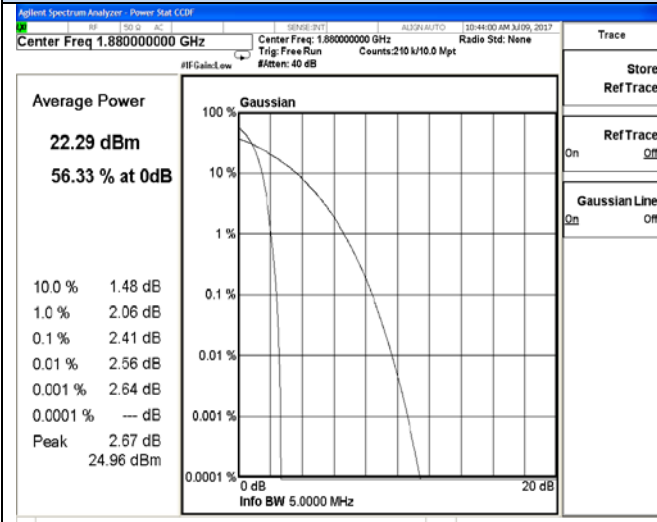 Agilent Spectrum Analyzer - Power Stat CCDF
RF 50 Ω AC SENSE:INT ALIGN AUTO 10:44:00 AM Jul 09, 2017
Center Freq 1.880000000 GHz
Center Freq: 1.880000000 GHz Radio Std: None
Trig: Free Run Counts:210 k/10.0 Mpt
#IFGain:Low #Atten: 40 dB
Average Power
22.29 dBm
56.33 % at 0dB
10.0 % 1.48 dB
1.0 % 2.06 dB
0.1 % 2.41 dB
0.01 % 2.56 dB
0.001 % 2.64 dB
0.0001 % --- dB
Peak 2.67 dB
24.96 dBm
Gaussian
100 %
10 %
1 %
0.1 %
0.01 %
0.001 %
0.0001 %
0 dB 20 dB
Info BW 5.0000 MHz
Trace
Store
Ref Trace
Ref Trace
On Off
Gaussian Line
On Off